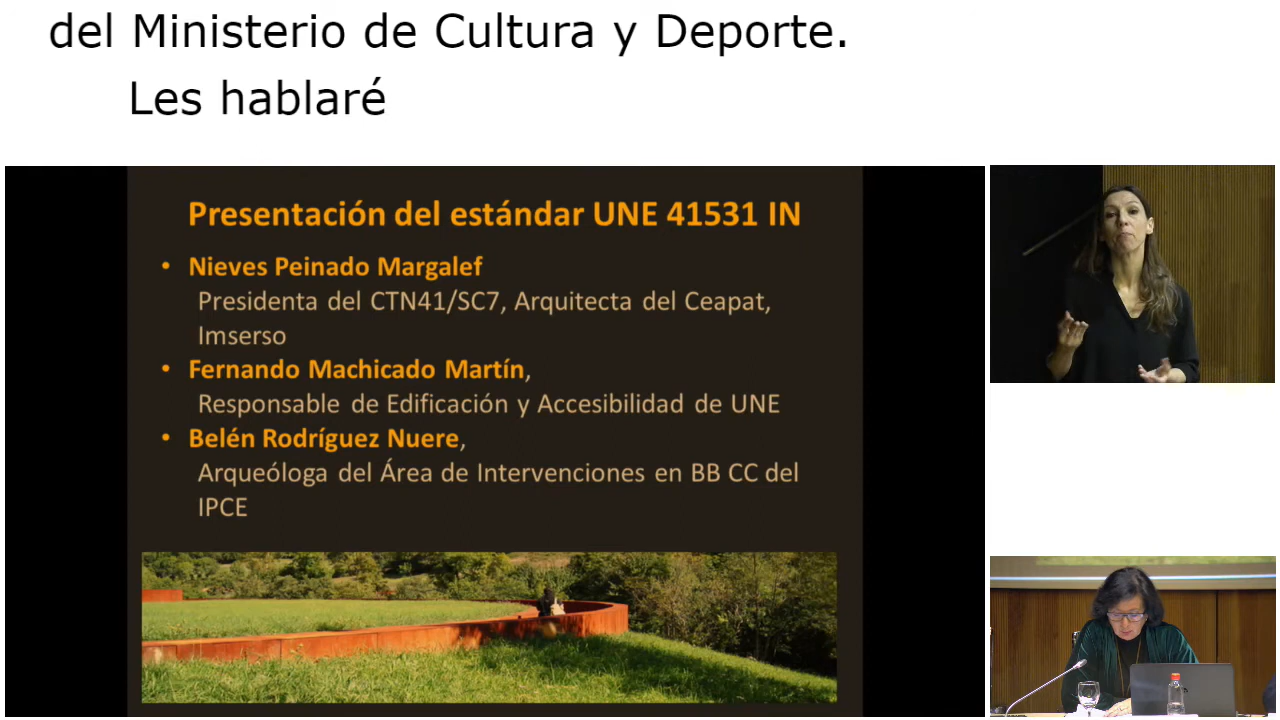 del Ministerio de Cultura y Deporte.
Les hablaré
Presentación del estándar UNE 41531 IN
• Nieves Peinado Margalef
Presidenta del CTN41/SC7, Arquitecta del Ceapat,
Imserso
• Fernando Machicado Martín,
Responsable de Edificación y Accesibilidad de UNE
• Belén Rodríguez Nuere,
Arqueóloga del Área de Intervenciones en BB CC del
IPCE